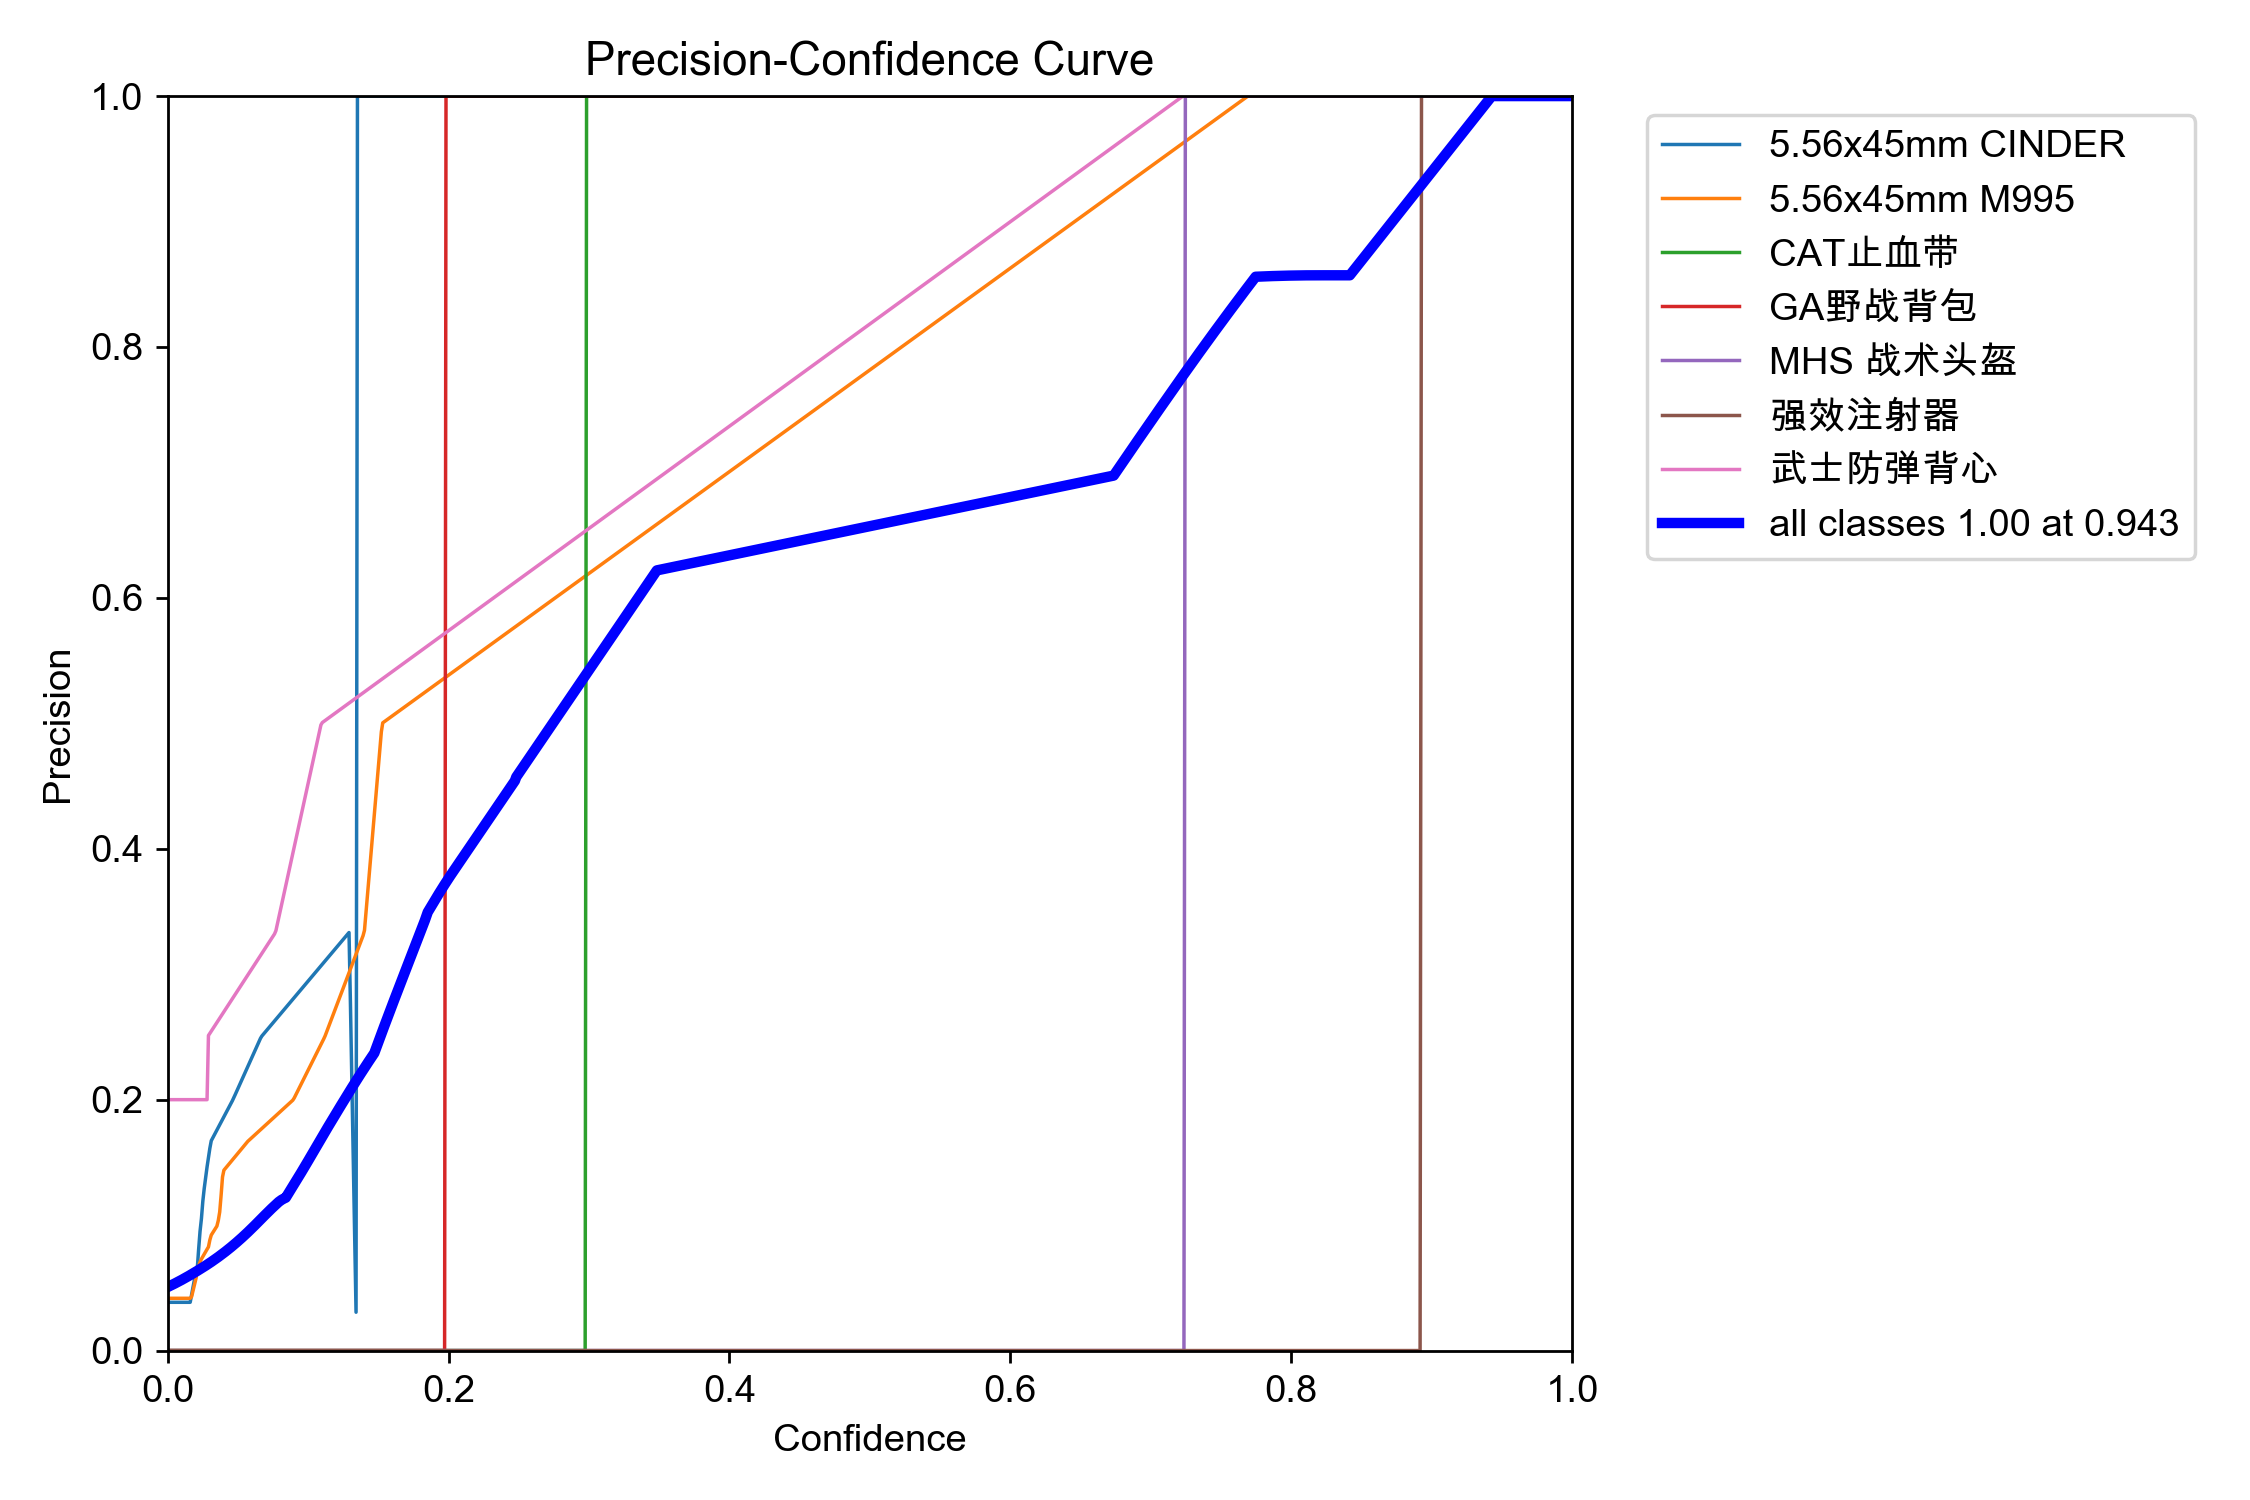 Precision-Confidence Curve
1.0
0.8
0.6
0.4
0.2
0.0
Precision
0.0 0.2 0.4 0.6 0.8 1.0
Confidence
5.56x45mm CINDER
5.56x45mm M995
CAT止血带
GA野战背包
MHS 战术头盔
强效注射器
武士防弹背心
all classes 1.00 at 0.943